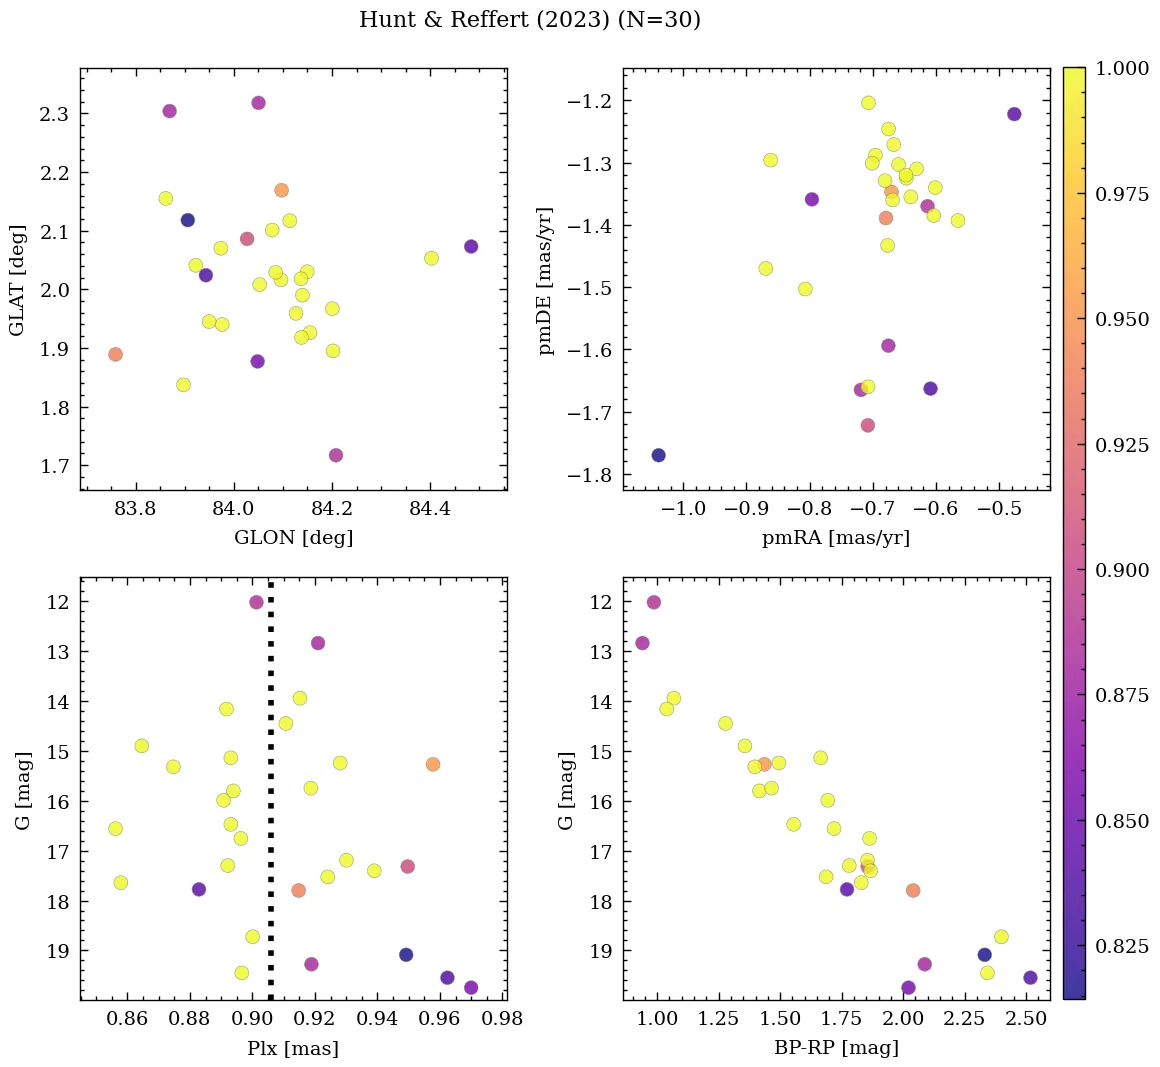 Hunt & Reffert (2023) (N=30)
2.3
2.2
2.1
2.0
1.9
1.8
1.7
GLAT [deg]
83.8 84.0 84.2 84.4
GLON [deg]
−1.2
−1.3
−1.4
−1.5
−1.6
−1.7
−1.8
pmDE [mas/yr]
−1.0 −0.9 −0.8 −0.7 −0.6 −0.5
pmRA [mas/yr]
12
13
14
15
16
17
18
19
G [mag]
0.86 0.88 0.90 0.92 0.94 0.96 0.98
Plx [mas]
12
13
14
15
16
17
18
19
G [mag]
1.00 1.25 1.50 1.75 2.00 2.25 2.50
BP-RP [mag]
1.000
0.975
0.950
0.925
0.900
0.875
0.850
0.825